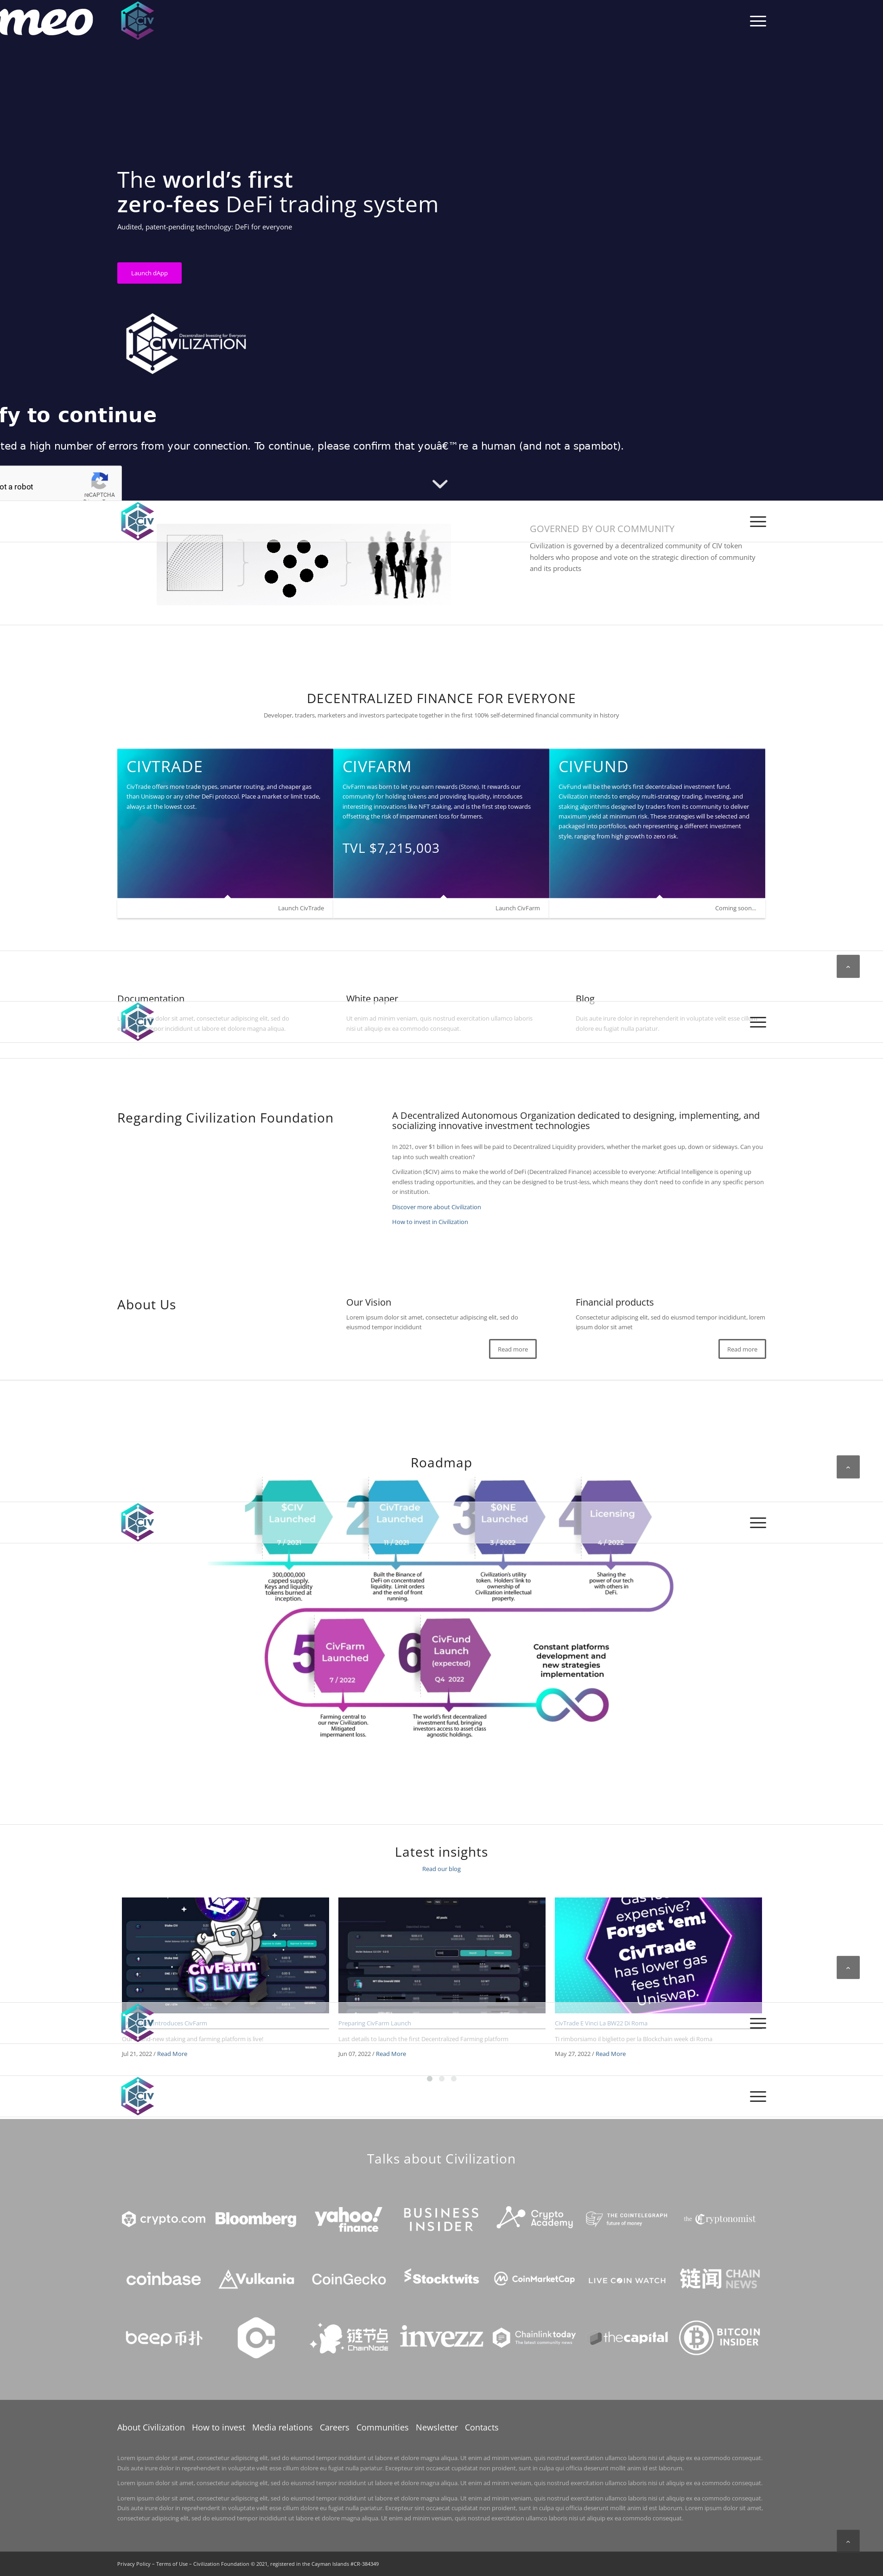 meo
CIV
The world's first
zero-fees DeFi trading system
Audited, patent-pending technology: DeFi for everyone
Launch dApp
Decentralized Investing for Everyone
CIVILIZATION
fy to continue
ted a high number of errors from your connection. To continue, please confirm that youâ€™re a human (and not a spambot).
ot a robot
reCAPTCHA
CIV
GOVERNED BY OUR COMMUNITY
Civilization is governed by a decentralized community of CIV token
holders who propose and vote on the strategic direction of community
and its products
DECENTRALIZED FINANCE FOR EVERYONE
Developer, traders, marketers and investors partecipate together in the first 100% self-determined financial community in history
CIVTRADE
CivTrade offers more trade types, smarter routing, and cheaper gas
than Uniswap or any other DeFi protocol. Place a market or limit trade,
always at the lowest cost.
Launch CivTrade
CIVFARM
CivFarm was born to let you earn rewards (Stone). It rewards our
community for holding tokens and providing liquidity, introduces
interesting innovations like NFT staking, and is the first step towards
offsetting the risk of impermanent loss for farmers.
TVL $7,215,003
Launch CivFarm
CIVFUND
CivFund will be the world's first decentralized investment fund.
Civilization intends to employ multi-strategy trading, investing, and
staking algorithms designed by traders from its community to deliver
maximum yield at minimum risk. These strategies will be selected and
packaged into portfolios, each representing a different investment
style, ranging from high growth to zero risk.
Coming soon...
Documentation
dolor sit amet, consectetur adipiscing elit, sed do
por incididunt ut labore et dolore magna aliqua.
White paper
Ut enim ad minim veniam, quis nostrud exercitation ullamco laboris
nisi ut aliquip ex ea commodo consequat.
Blog
Duis aute irure dolor in reprehenderit in voluptate velit esse cillum
dolore eu fugiat nulla pariatur.
CIV
Regarding Civilization Foundation
A Decentralized Autonomous Organization dedicated to designing, implementing, and
socializing innovative investment technologies
In 2021, over $1 billion in fees will be paid to Decentralized Liquidity providers, whether the market goes up, down or sideways. Can you
tap into such wealth creation?
Civilization ($CIV) aims to make the world of DeFi (Decentralized Finance) accessible to everyone: Artificial Intelligence is opening up
endless trading opportunities, and they can be designed to be trust-less, which means they don't need to confide in any specific person
or institution.
Discover more about Civilization
How to invest in Civilization
About Us
Our Vision
Lorem ipsum dolor sit amet, consectetur adipiscing elit, sed do
eiusmod tempor incididunt
Read more
Financial products
Consectetur adipiscing elit, sed do eiusmod tempor incididunt, lorem
ipsum dolor sit amet
Read more
Roadmap
CIV
1 $CIV
Launched
7 / 2021
300,000,000
capped supply.
Keys and liquidity
tokens burned at
inception.
2 CivTrade
Launched
11 / 2021
Built the Binance of
DeFi on concentrated
liquidity. Limit orders
and the end of front
running.
3 $0NE
Launched
3 / 2022
Civilization's utility
token. Holders' link to
ownership of
Civilization intellectual
property.
4 Licensing
4 / 2022
Sharing the
power of our tech
with others in
DeFi.
5 CivFarm
Launched
7 / 2022
Farming central to
our new Civilization.
Mitigated
impermanent loss.
6 CivFund
Launch
(expected)
Q4 2022
The world's first decentralized
investment fund, bringing
investors access to asset class
agnostic holdings.
Constant platforms
development and
new strategies
implementation
Latest insights
Read our blog
CivFarm
IS LIVE
expensive?
Forget 'em!
CivTrade
has lower gas
fees than
Uniswap.
CIV
ntroduces CivFarm
new staking and farming platform is live!
Jul 21, 2022 / Read More
Preparing CivFarm Launch
Last details to launch the first Decentralized Farming platform
Jun 07, 2022 / Read More
CivTrade E Vinci La BW22 Di Roma
Ti rimborsiamo il biglietto per la Blockchain week di Roma
May 27, 2022 / Read More
CIV
Talks about Civilization
crypto.com
Bloomberg
yahoo!
finance
BUSINESS
INSIDER
Crypto
Academy
THE COINTELEGRAPH
future of money
the Cryptonomist
coinbase
Vulkania
CoinGecko
Stocktwits
CoinMarketCap
LIVE COIN WATCH
链闻 CHAIN
NEWS
beep币扑
链节点
ChainNode
invezz
Chainlinktoday
The latest community news
thecapital
BITCOIN
INSIDER
About Civilization How to invest Media relations Careers Communities Newsletter Contacts
Lorem ipsum dolor sit amet, consectetur adipiscing elit, sed do eiusmod tempor incididunt ut labore et dolore magna aliqua. Ut enim ad minim veniam, quis nostrud exercitation ullamco laboris nisi ut aliquip ex ea commodo consequat.
Duis aute irure dolor in reprehenderit in voluptate velit esse cillum dolore eu fugiat nulla pariatur. Excepteur sint occaecat cupidatat non proident, sunt in culpa qui officia deserunt mollit anim id est laborum.
Lorem ipsum dolor sit amet, consectetur adipiscing elit, sed do eiusmod tempor incididunt ut labore et dolore magna aliqua. Ut enim ad minim veniam, quis nostrud exercitation ullamco laboris nisi ut aliquip ex ea commodo consequat.
Lorem ipsum dolor sit amet, consectetur adipiscing elit, sed do eiusmod tempor incididunt ut labore et dolore magna aliqua. Ut enim ad minim veniam, quis nostrud exercitation ullamco laboris nisi ut aliquip ex ea commodo consequat.
Duis aute irure dolor in reprehenderit in voluptate velit esse cillum dolore eu fugiat nulla pariatur. Excepteur sint occaecat cupidatat non proident, sunt in culpa qui officia deserunt mollit anim id est laborum. Lorem ipsum dolor sit amet,
consectetur adipiscing elit, sed do eiusmod tempor incididunt ut labore et dolore magna aliqua. Ut enim ad minim veniam, quis nostrud exercitation ullamco laboris nisi ut aliquip ex ea commodo consequat.
Privacy Policy – Terms of Use – Civilization Foundation © 2021, registered in the Cayman Islands #CR-384349